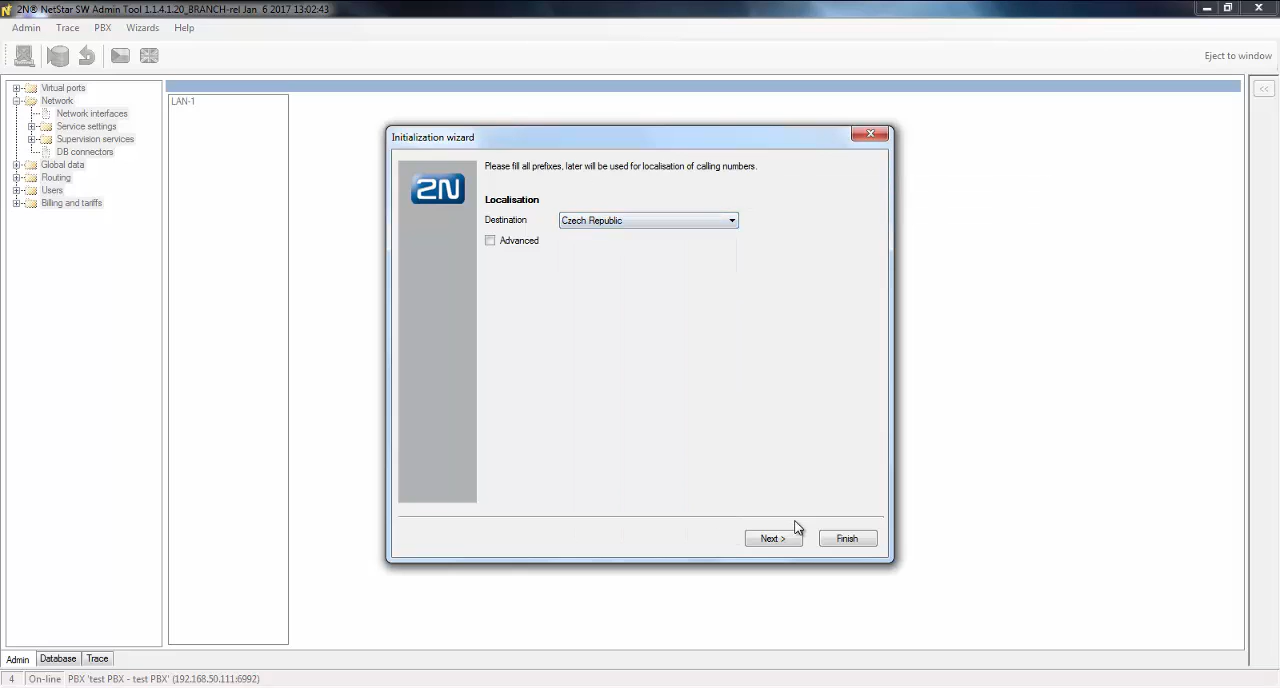 2N® NetStar SW Admin Tool 1.1.4.1.20_BRANCH-rel Jan 6 2017 13:02:43
Admin Trace PBX Wizards Help
Eject to window
Virtual ports
Network
Network interfaces
Service settings
Supervision services
DB connectors
Global data
Routing
Users
Billing and tariffs
LAN-1
<<
Initialization wizard
2N
Please fill all prefixes, later will be used for localisation of calling numbers.
Localisation
Destination Czech Republic
Advanced
Next > Finish
Admin Database Trace
4 On-line PBX 'test PBX - test PBX' (192.168.50.111:6992)